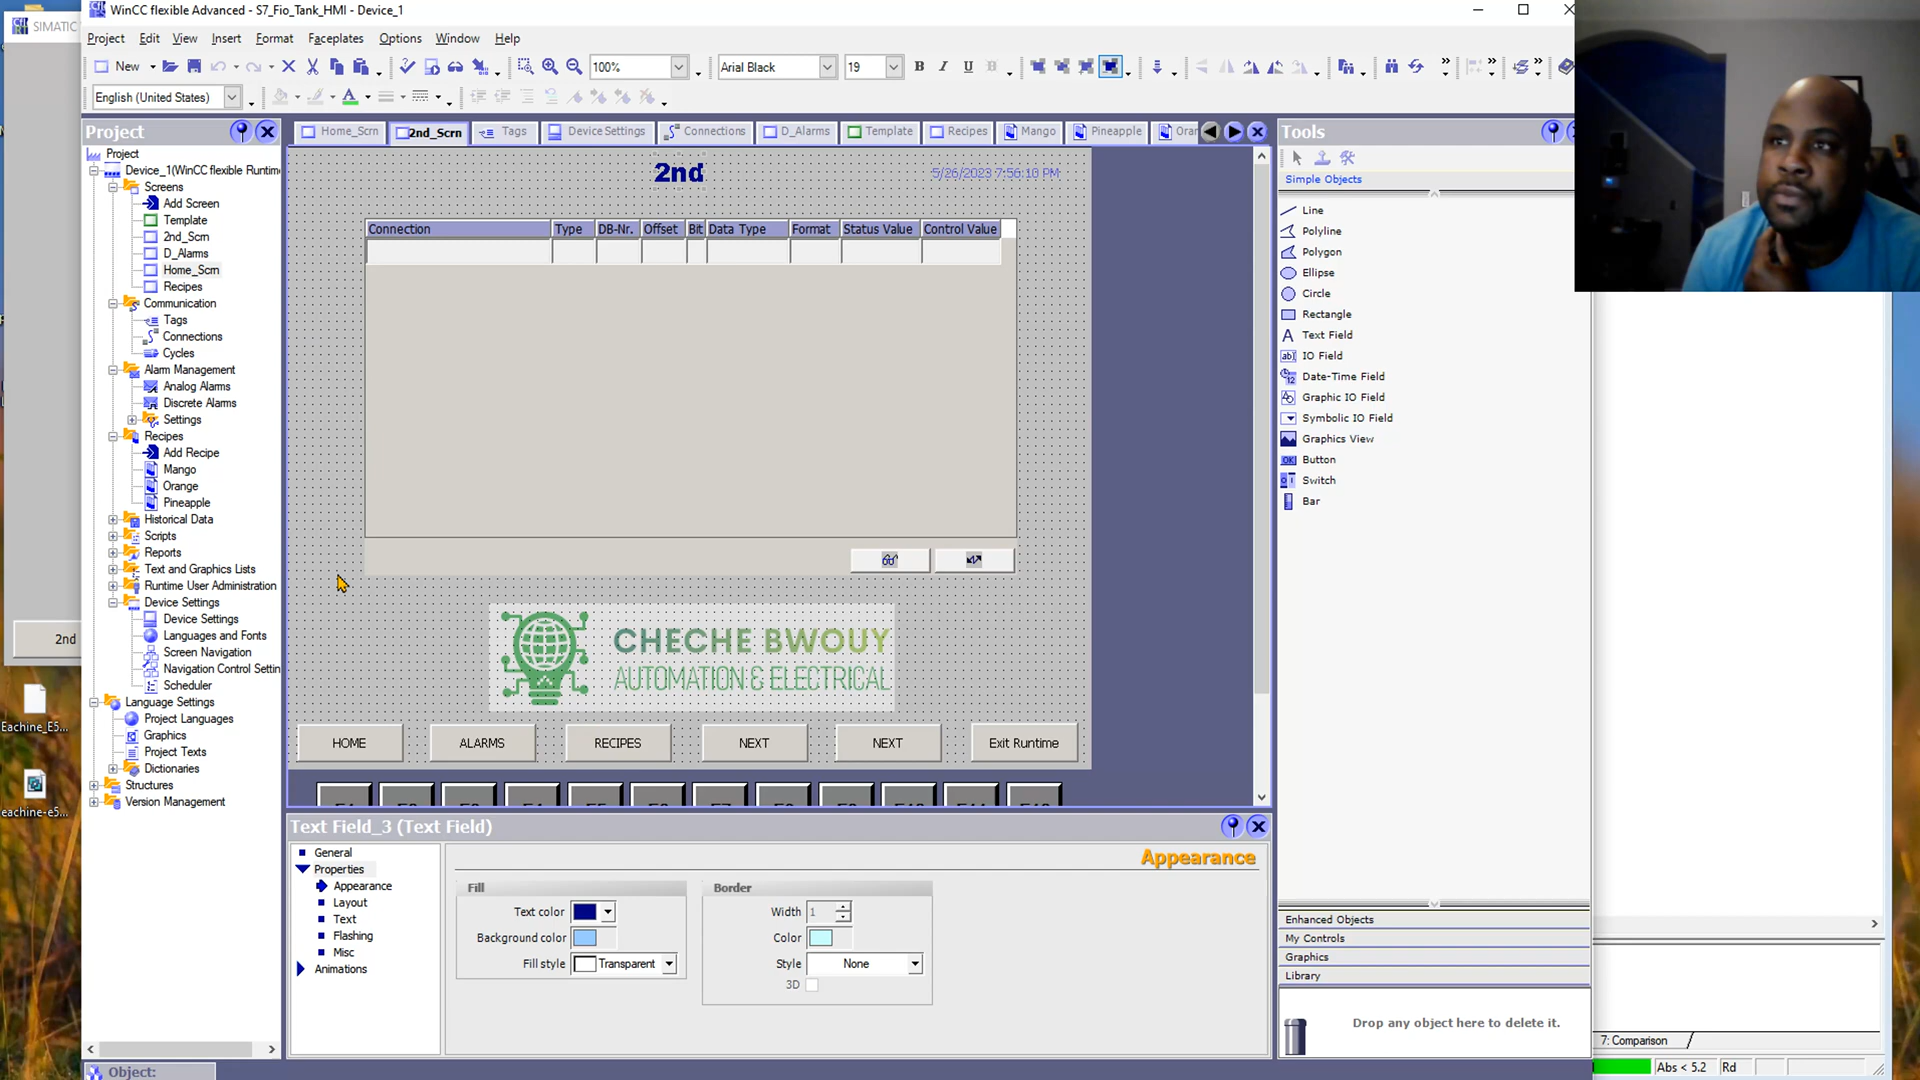 SIMATIC
WinCC flexible Advanced - S7_Fio_Tank_HMI - Device_1
Project Edit View Insert Format Faceplates Options Window Help
New 100% Arial Black 19 B I U B
English (United States)
Project
Home_Scrn 2nd_Scrn Tags Device Settings Connections D_Alarms Template Recipes Mango Pineapple Orar
Tools
Project
Device_1(WinCC flexible Runtim
Screens
Add Screen
Template
2nd_Scrn
D_Alarms
Home_Scrn
Recipes
Communication
Tags
Connections
Cycles
Alarm Management
Analog Alarms
Discrete Alarms
Settings
Recipes
Add Recipe
Mango
Orange
Pineapple
Historical Data
Scripts
Reports
Text and Graphics Lists
Runtime User Administration
Device Settings
Device Settings
Languages and Fonts
Screen Navigation
Navigation Control Settin
Scheduler
Language Settings
Project Languages
Graphics
Project Texts
Dictionaries
Structures
Version Management
Object:
2nd
Eachine_E5...
eachine-e5...
2nd
5/26/2023 7:56:10 PM
Connection Type DB-Nr. Offset Bit Data Type Format Status Value Control Value
CHECHE BWOUY
AUTOMATION & ELECTRICAL
HOME ALARMS RECIPES NEXT NEXT Exit Runtime
Text Field_3 (Text Field)
General
Properties
Appearance
Layout
Text
Flashing
Misc
Animations
Appearance
Fill
Text color
Background color
Fill style Transparent
Border
Width 1
Color
Style None
3D
Simple Objects
Line
Polyline
Polygon
Ellipse
Circle
Rectangle
Text Field
IO Field
Date-Time Field
Graphic IO Field
Symbolic IO Field
Graphics View
Button
Switch
Bar
Enhanced Objects
My Controls
Graphics
Library
Drop any object here to delete it.
7: Comparison
Abs < 5.2 Rd